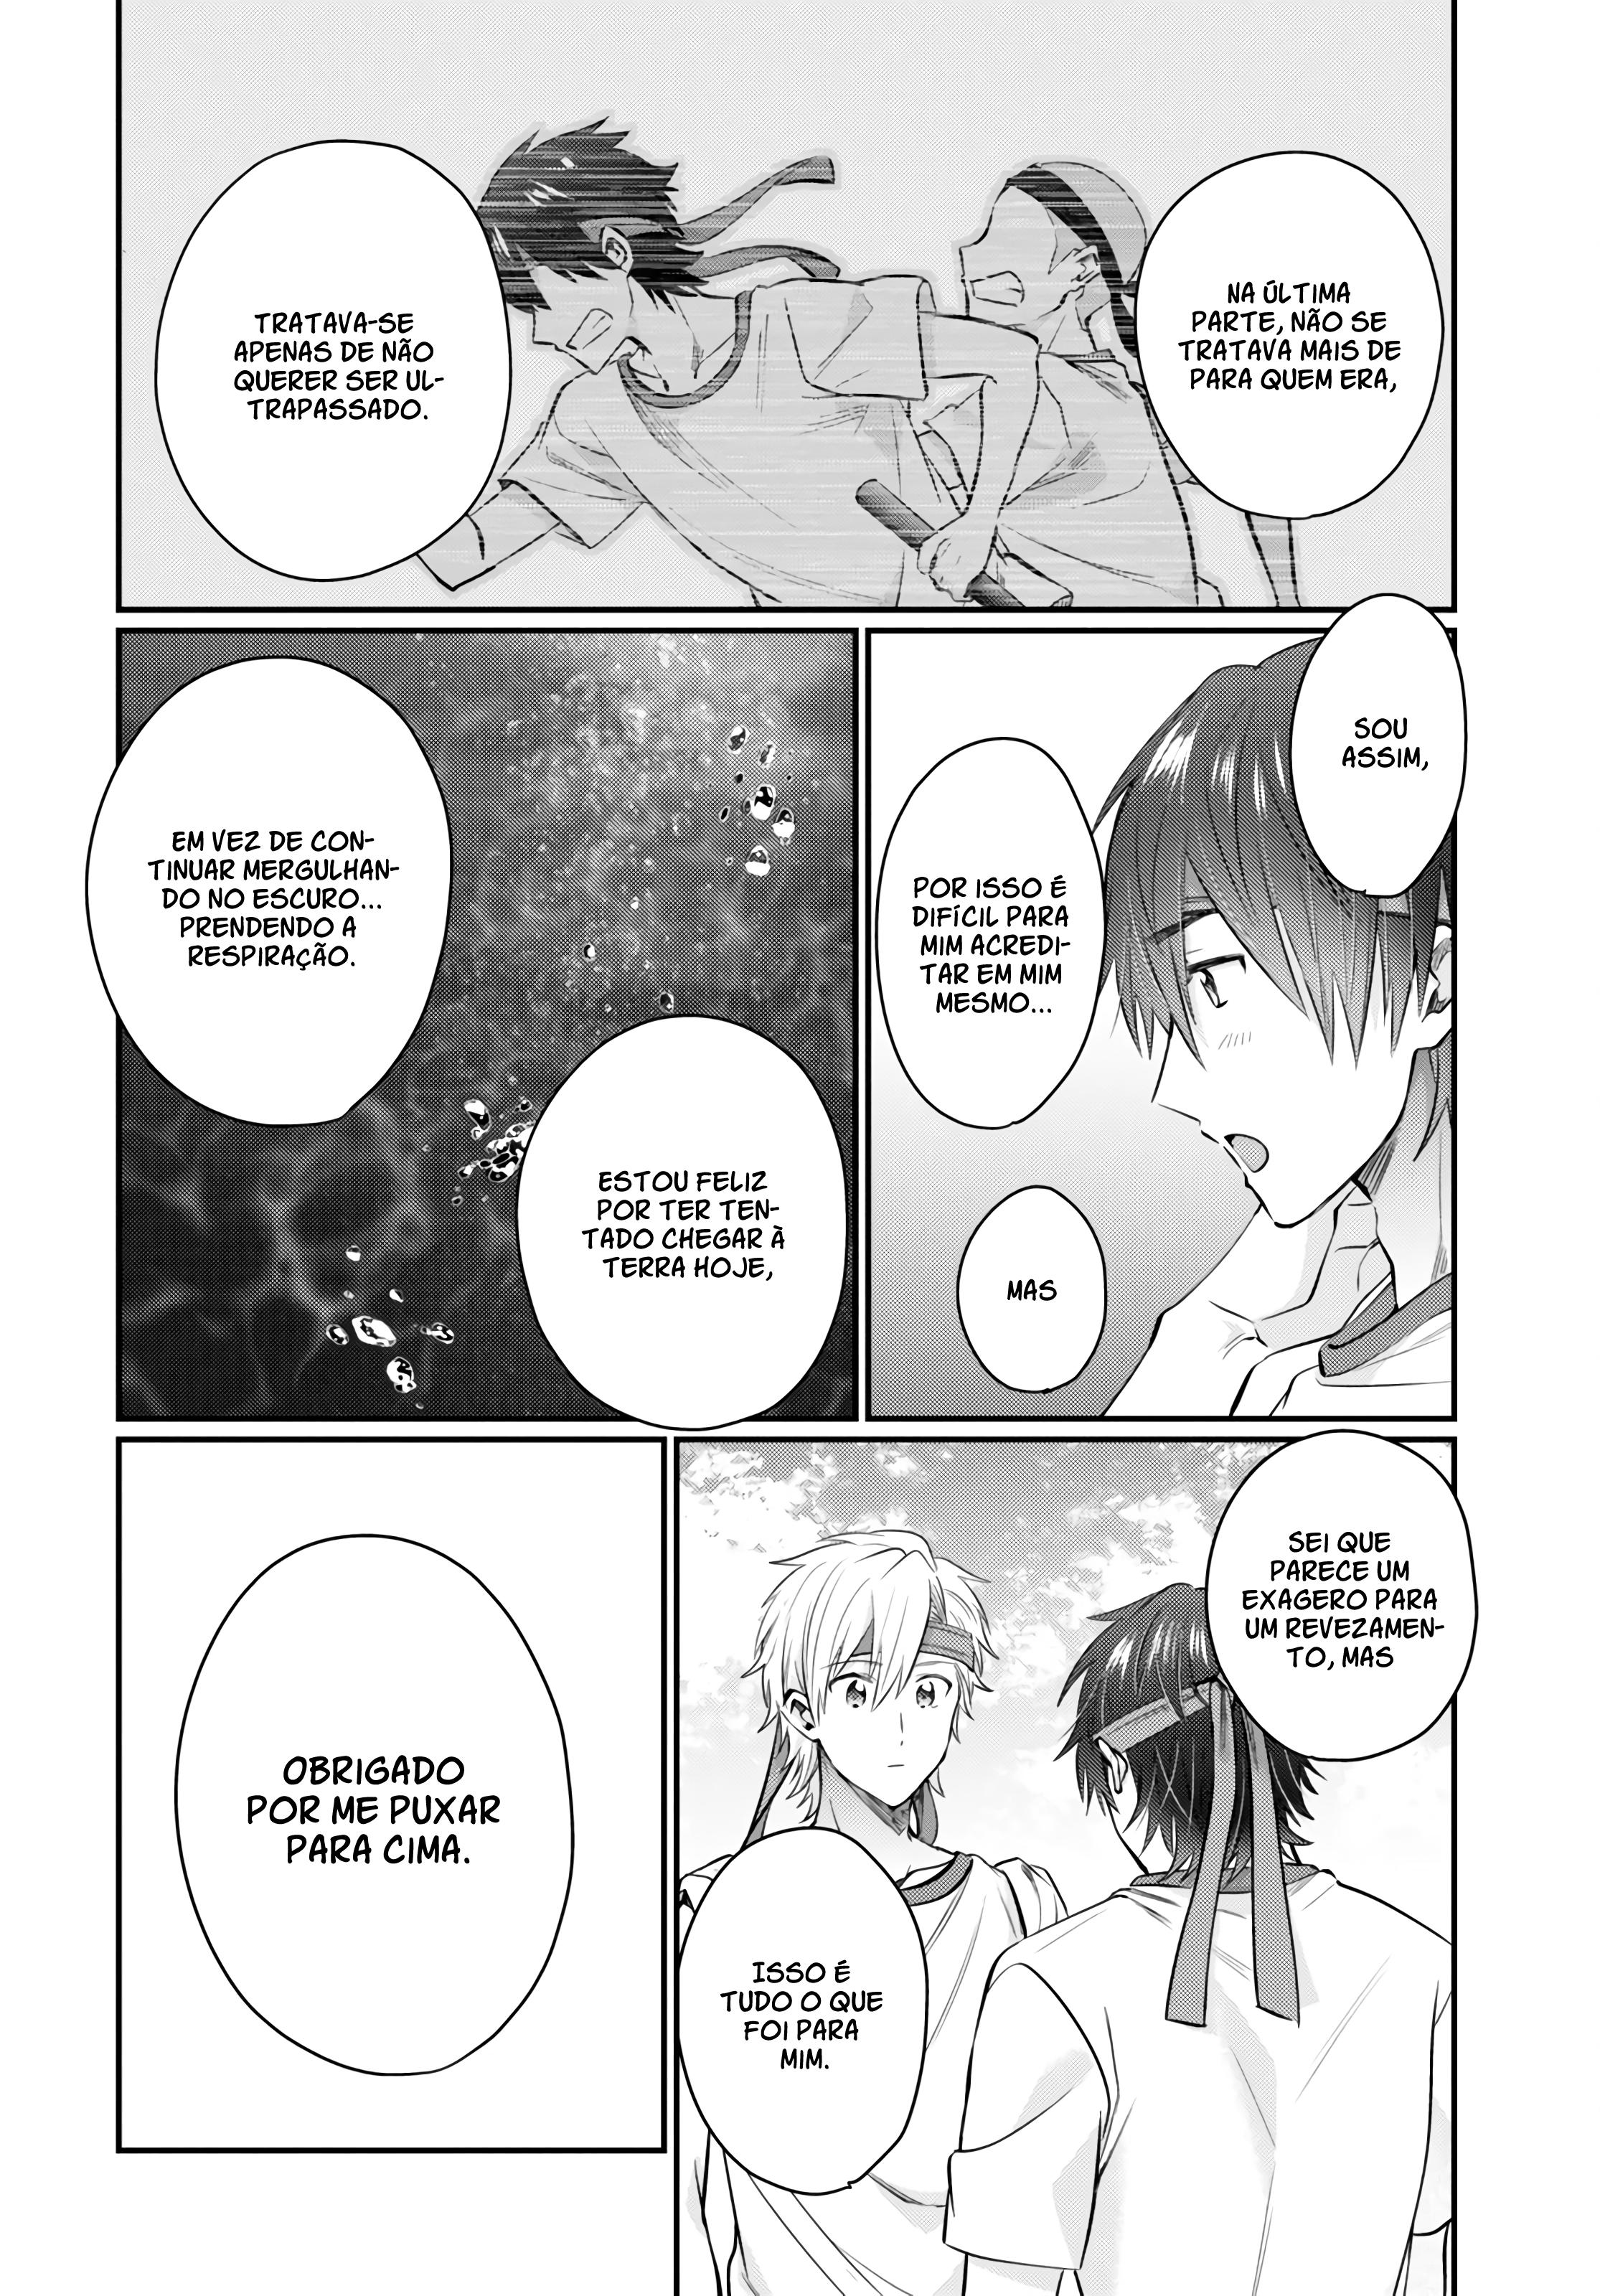 NA ÚLTIMA
PARTE, NÃO SE
TRATAVA MAIS DE
PARA QUEM ERA,
TRATAVA-SE
APENAS DE NÃO
QUERER SER UL-
TRAPASSADO.
SOU
ASSIM,
POR ISSO É
DIFÍCIL PARA
MIM ACREDI-
TAR EM MIM
MESMO...
MAS
EM VEZ DE CON-
TINUAR MERGULHAN-
DO NO ESCURO...
PRENDENDO A
RESPIRAÇÃO.
ESTOU FELIZ
POR TER TEN-
TADO CHEGAR À
TERRA HOJE,
SEI QUE
PARECE UM
EXAGERO PARA
UM REVEZAMEN-
TO, MAS
ISSO É
TUDO O QUE
FOI PARA
MIM.
OBRIGADO
POR ME PUXAR
PARA CIMA.